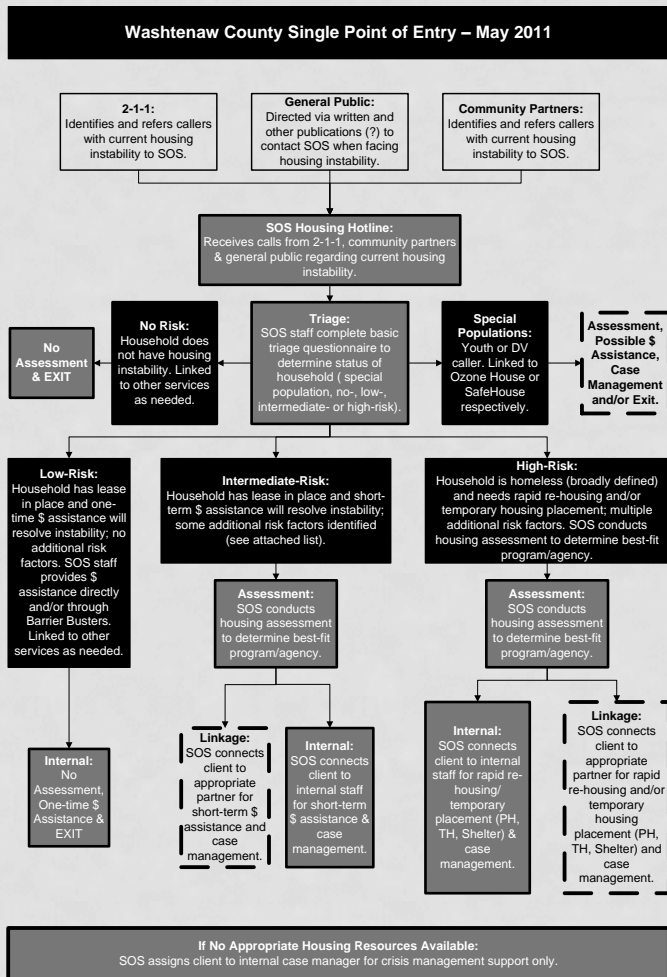 Washtenaw County Single Point of Entry – May 2011
2-1-1:
Identifies and refers callers
with current housing
instability to SOS.
General Public:
Directed via written and
other publications (?) to
contact SOS when facing
housing instability.
Community Partners:
Identifies and refers callers
with current housing
instability to SOS.
SOS Housing Hotline:
Receives calls from 2-1-1, community partners
& general public regarding current housing
instability.
No
Assessment
& EXIT
No Risk:
Household does
not have housing
instability. Linked
to other services
as needed.
Triage:
SOS staff complete basic
triage questionnaire to
determine status of
household ( special
population, no-, low-,
intermediate- or high-risk).
Special
Populations:
Youth or DV
caller. Linked to
Ozone House or
SafeHouse
respectively.
Assessment,
Possible $
Assistance,
Case
Management
and/or Exit.
Low-Risk:
Household has lease
in place and one-
time $ assistance will
resolve instability; no
additional risk
factors. SOS staff
provides $
assistance directly
and/or through
Barrier Busters.
Linked to other
services as needed.
Intermediate-Risk:
Household has lease in place and short-
term $ assistance will resolve instability;
some additional risk factors identified
(see attached list).
High-Risk:
Household is homeless (broadly defined)
and needs rapid re-housing and/or
temporary housing placement; multiple
additional risk factors. SOS conducts
housing assessment to determine best-fit
program/agency.
Assessment:
SOS conducts
housing assessment
to determine best-fit
program/agency.
Assessment:
SOS conducts
housing assessment
to determine best-fit
program/agency.
Internal:
No
Assessment,
One-time $
Assistance &
EXIT
Linkage:
SOS connects
client to
appropriate
partner for
short-term $
assistance and
case
management.
Internal:
SOS connects
client to
internal staff
for short-term
$ assistance &
case
management.
Internal:
SOS connects
client to internal
staff for rapid re-
housing/
temporary
placement (PH,
TH, Shelter) &
case
management.
Linkage:
SOS connects
client to
appropriate
partner for rapid
re-housing and/or
temporary
housing
placement (PH,
TH, Shelter) and
case
management.
If No Appropriate Housing Resources Available:
SOS assigns client to internal case manager for crisis management support only.